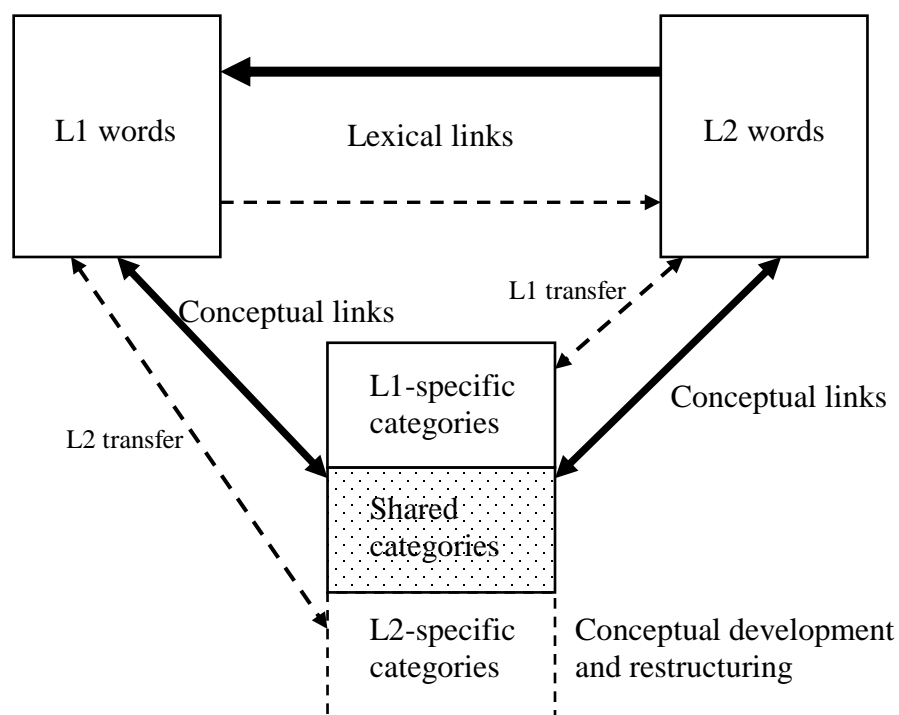 L1 words
L2 words
Lexical links
L1 transfer
Conceptual links
L1-specific
categories
Conceptual links
L2 transfer
Shared
categories
L2-specific
categories
Conceptual development
and restructuring